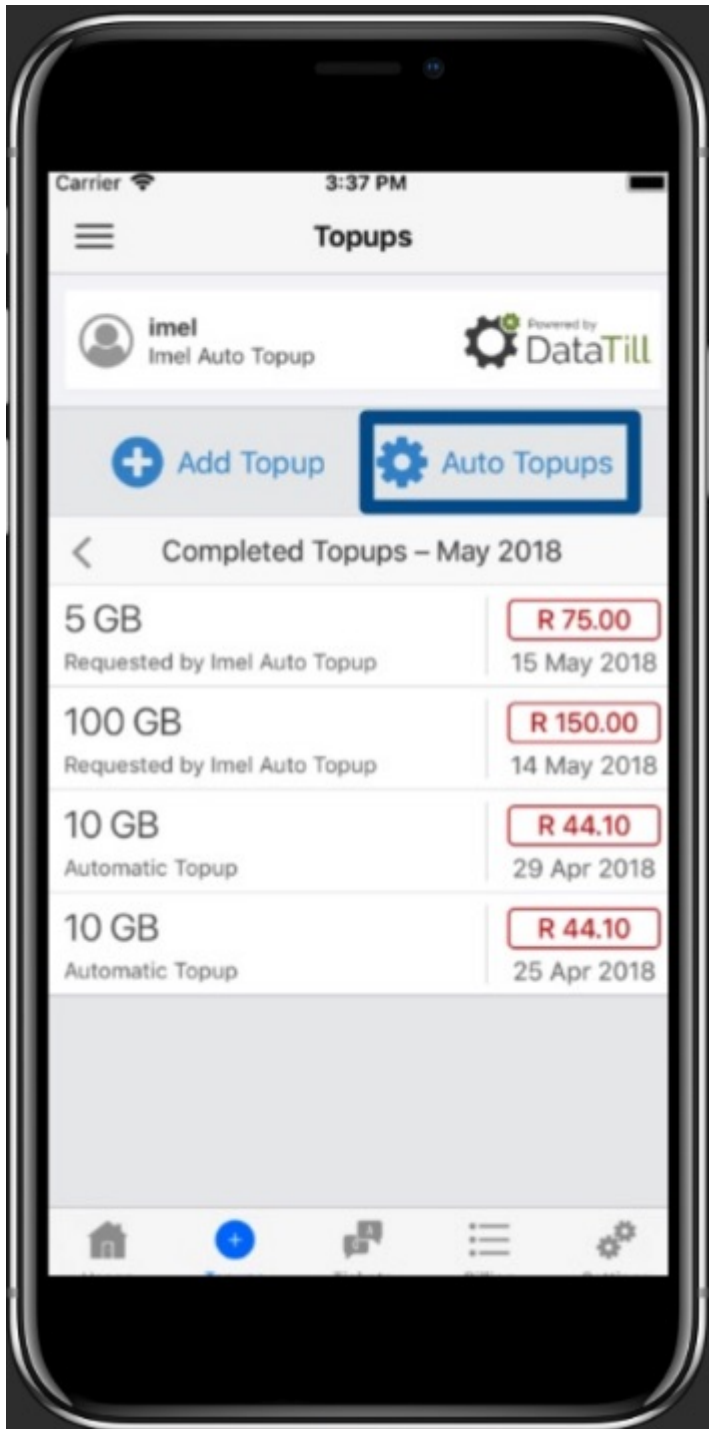 Carrier 3:37 PM
Topups
imel
Imel Auto Topup
Powered by
DataTill
Add Topup Auto Topups
Completed Topups – May 2018
5 GB R 75.00
Requested by Imel Auto Topup 15 May 2018
100 GB R 150.00
Requested by Imel Auto Topup 14 May 2018
10 GB R 44.10
Automatic Topup 29 Apr 2018
10 GB R 44.10
Automatic Topup 25 Apr 2018